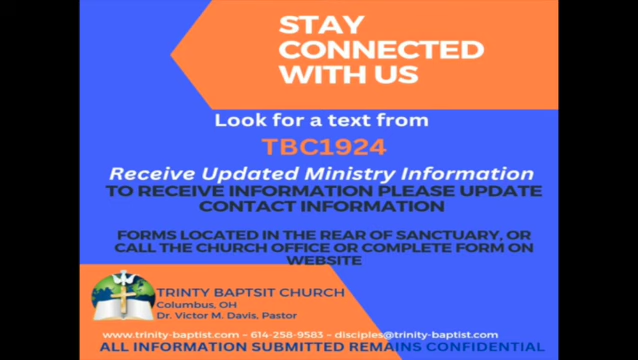 STAY
CONNECTED
WITH US
Look for a text from
TBC1924
Receive Updated Ministry Information
TO RECEIVE INFORMATION PLEASE UPDATE
CONTACT INFORMATION
FORMS LOCATED IN THE REAR OF SANCTUARY, OR
CALL THE CHURCH OFFICE OR COMPLETE FORM ON
WEBSITE
TRINITY BAPTSIT CHURCH
Columbus, OH
Dr. Victor M. Davis, Pastor
www.trinity-baptist.com ~ 614-258-9583 ~ disciples@trinity-baptist.com
ALL INFORMATION SUBMITTED REMAINS CONFIDENTIAL